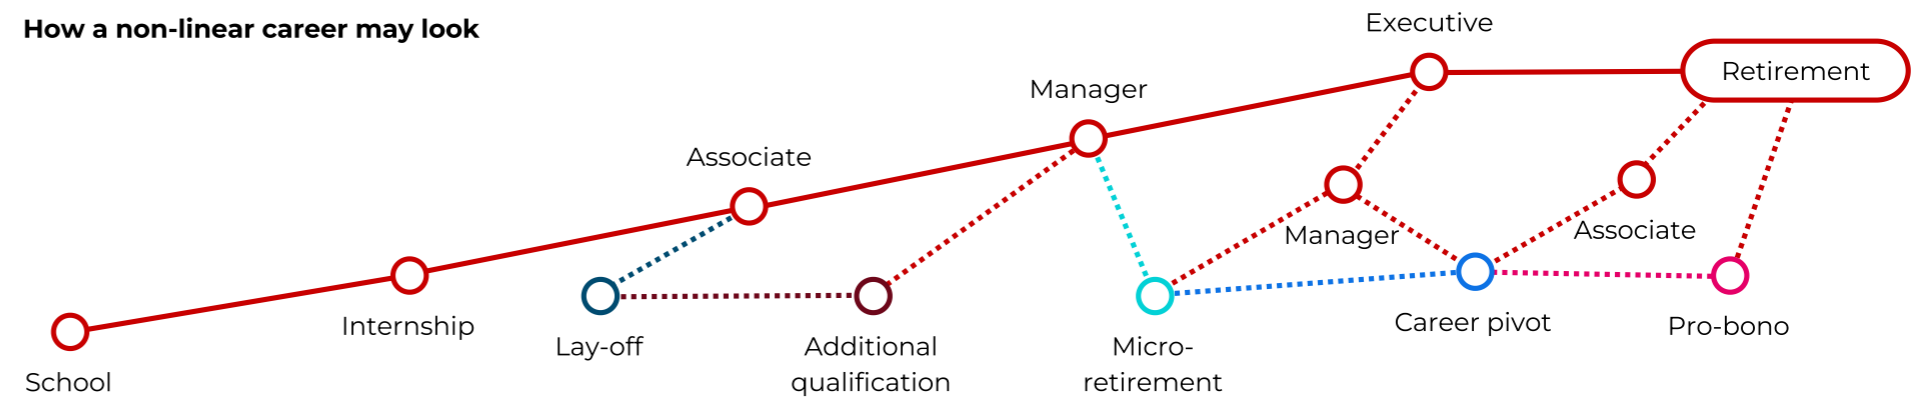 How a non-linear career may look
Executive
Retirement
Manager
Associate
Manager
Associate
Internship
Career pivot
Pro-bono
Lay-off
Additional
qualification
Micro-
retirement
School